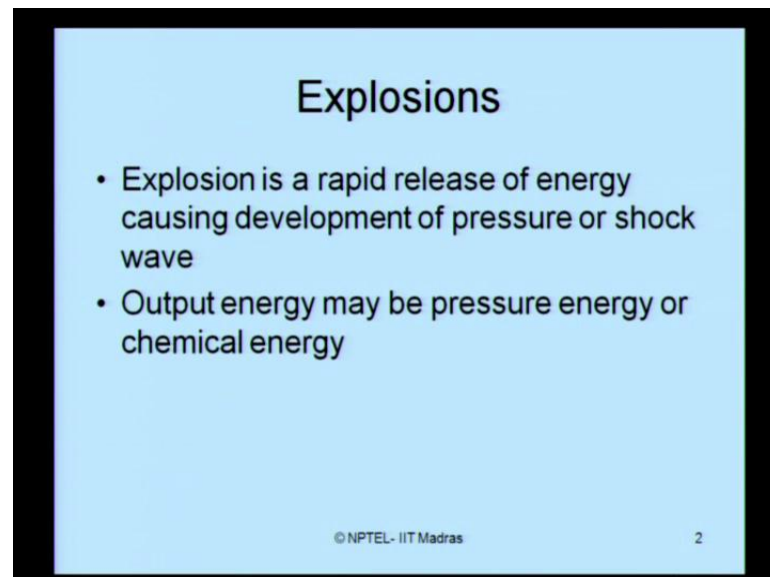 Explosions
• Explosion is a rapid release of energy
causing development of pressure or shock
wave
• Output energy may be pressure energy or
chemical energy
© NPTEL- IIT Madras 2